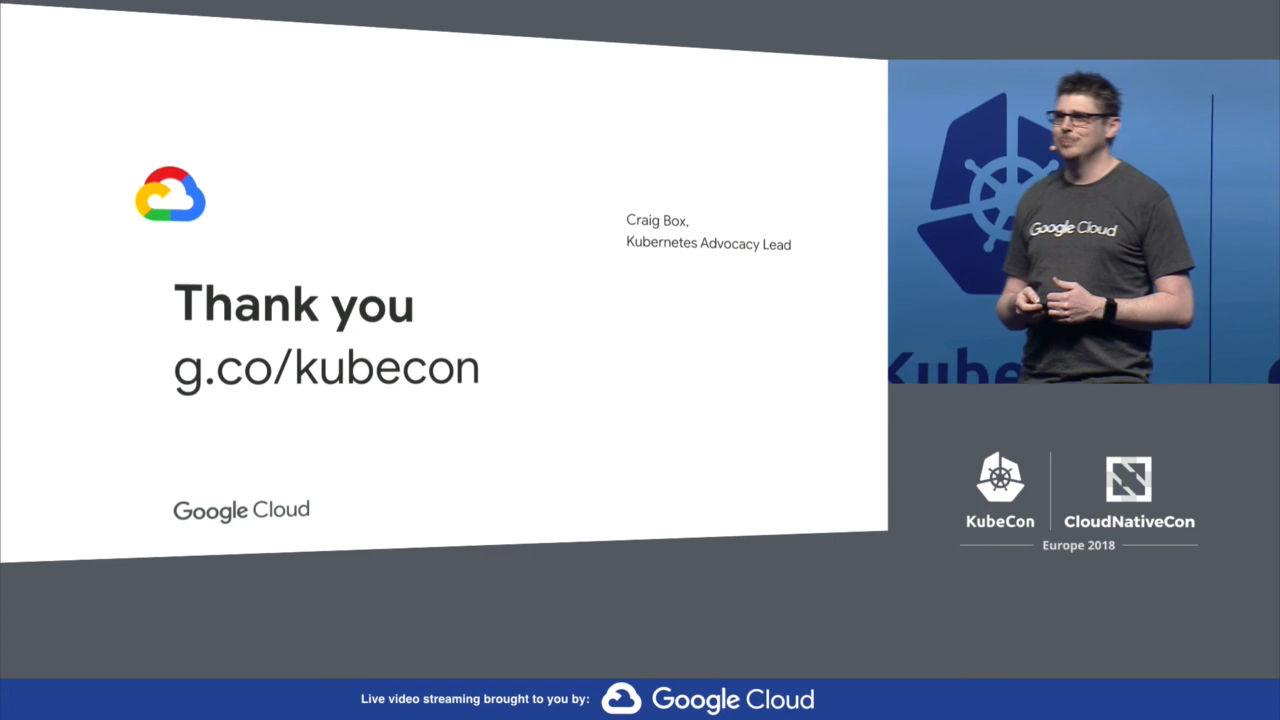 Craig Box,
Kubernetes Advocacy Lead
Thank you
g.co/kubecon
Google Cloud
Google Cloud
Kube
KubeCon
CloudNativeCon
Europe 2018
Live video streaming brought to you by:
Google Cloud